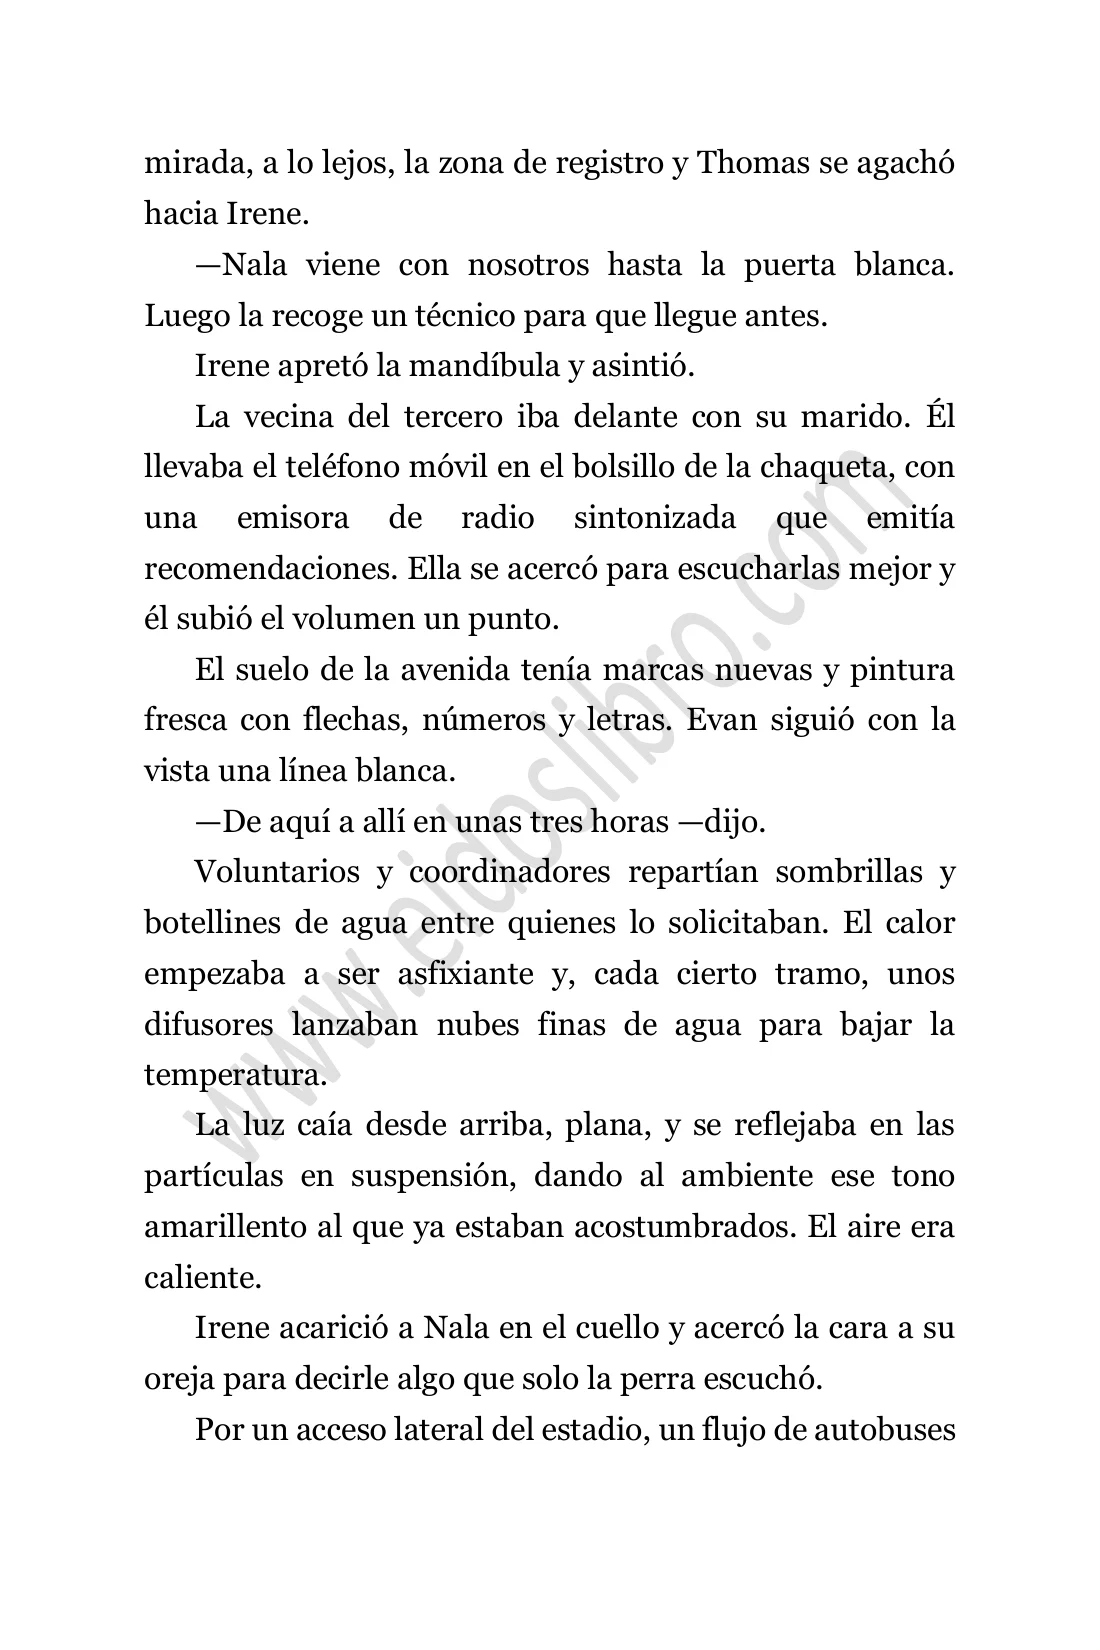 mirada, a lo lejos, la zona de registro y Thomas se agachó
hacia Irene.
—Nala viene con nosotros hasta la puerta blanca.
Luego la recoge un técnico para que llegue antes.
Irene apretó la mandíbula y asintió.
La vecina del tercero iba delante con su marido. Él
llevaba el teléfono móvil en el bolsillo de la chaqueta, con
una emisora de radio sintonizada que emitía
recomendaciones. Ella se acercó para escucharlas mejor y
él subió el volumen un punto.
El suelo de la avenida tenía marcas nuevas y pintura
fresca con flechas, números y letras. Evan siguió con la
vista una línea blanca.
—De aquí a allí en unas tres horas —dijo.
Voluntarios y coordinadores repartían sombrillas y
botellines de agua entre quienes lo solicitaban. El calor
empezaba a ser asfixiante y, cada cierto tramo, unos
difusores lanzaban nubes finas de agua para bajar la
temperatura.
La luz caía desde arriba, plana, y se reflejaba en las
partículas en suspensión, dando al ambiente ese tono
amarillento al que ya estaban acostumbrados. El aire era
caliente.
Irene acarició a Nala en el cuello y acercó la cara a su
oreja para decirle algo que solo la perra escuchó.
Por un acceso lateral del estadio, un flujo de autobuses
www.eidoslibro.com